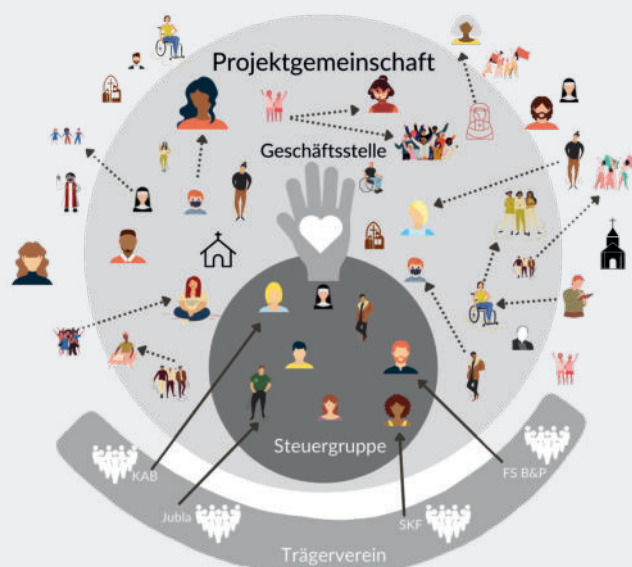 Projektgemeinschaft
Geschäftsstelle
Steuergruppe
KAB
FS B&P
Jubla
SKF
Trägerverein